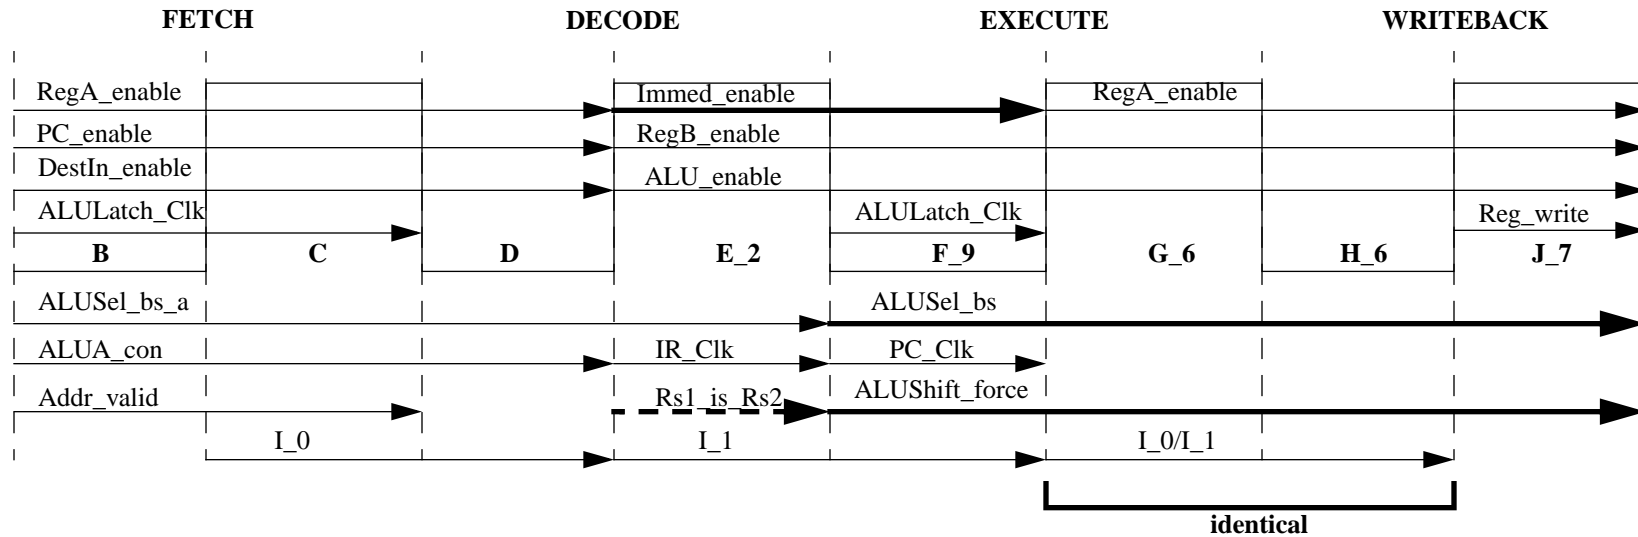 FETCH DECODE EXECUTE WRITEBACK
RegA_enable Immed_enable RegA_enable
PC_enable RegB_enable
DestIn_enable ALU_enable
ALULatch_Clk ALULatch_Clk Reg_write
B C D E_2 F_9 G_6 H_6 J_7
ALUSel_bs_a ALUSel_bs
ALUA_con IR_Clk PC_Clk
Addr_valid Rs1_is_Rs2 ALUShift_force
I_0 I_1 I_0/I_1
identical